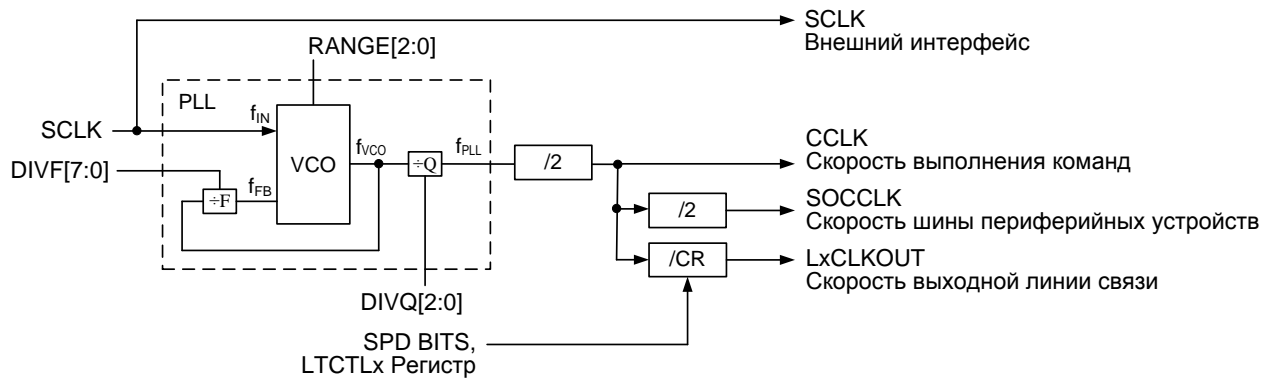 SCLK
Внешний интерфейс
RANGE[2:0]
PLL
fIN
SCLK
VCO
fVCO
÷Q
fPLL
/2
CCLK
Скорость выполнения команд
DIVF[7:0]
÷F
fFB
/2
SOCCLK
Скорость шины периферийных устройств
/CR
LxCLKOUT
Скорость выходной линии связи
DIVQ[2:0]
SPD BITS,
LTCTLx Регистр